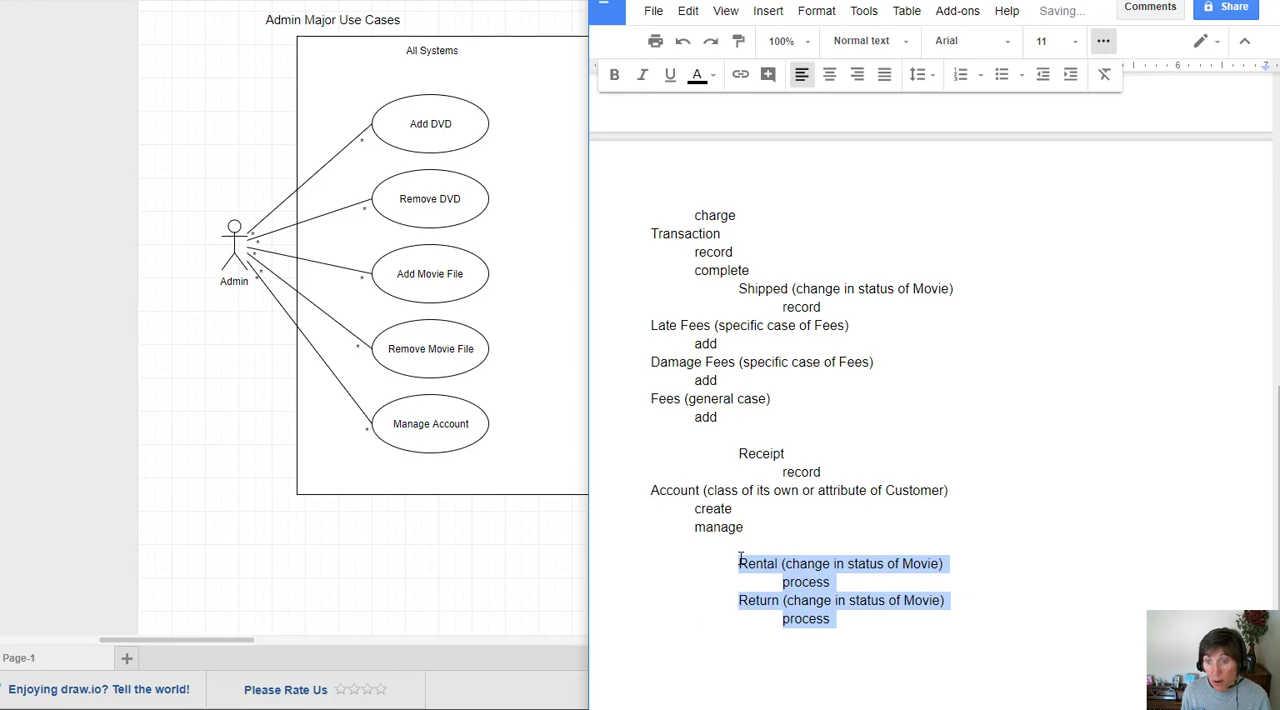 Admin Major Use Cases
All Systems
Add DVD
Remove DVD
Add Movie File
Remove Movie File
Manage Account
*
*
*
*
*
*
*
*
*
*
Admin
Page-1
Enjoying draw.io? Tell the world!
Please Rate Us
File Edit View Insert Format Tools Table Add-ons Help Saving...
Comments
Share
100% Normal text Arial 11
B I U A
6 7
charge
Transaction
record
complete
Shipped (change in status of Movie)
record
Late Fees (specific case of Fees)
add
Damage Fees (specific case of Fees)
add
Fees (general case)
add
Receipt
record
Account (class of its own or attribute of Customer)
create
manage
Rental (change in status of Movie)
process
Return (change in status of Movie)
process